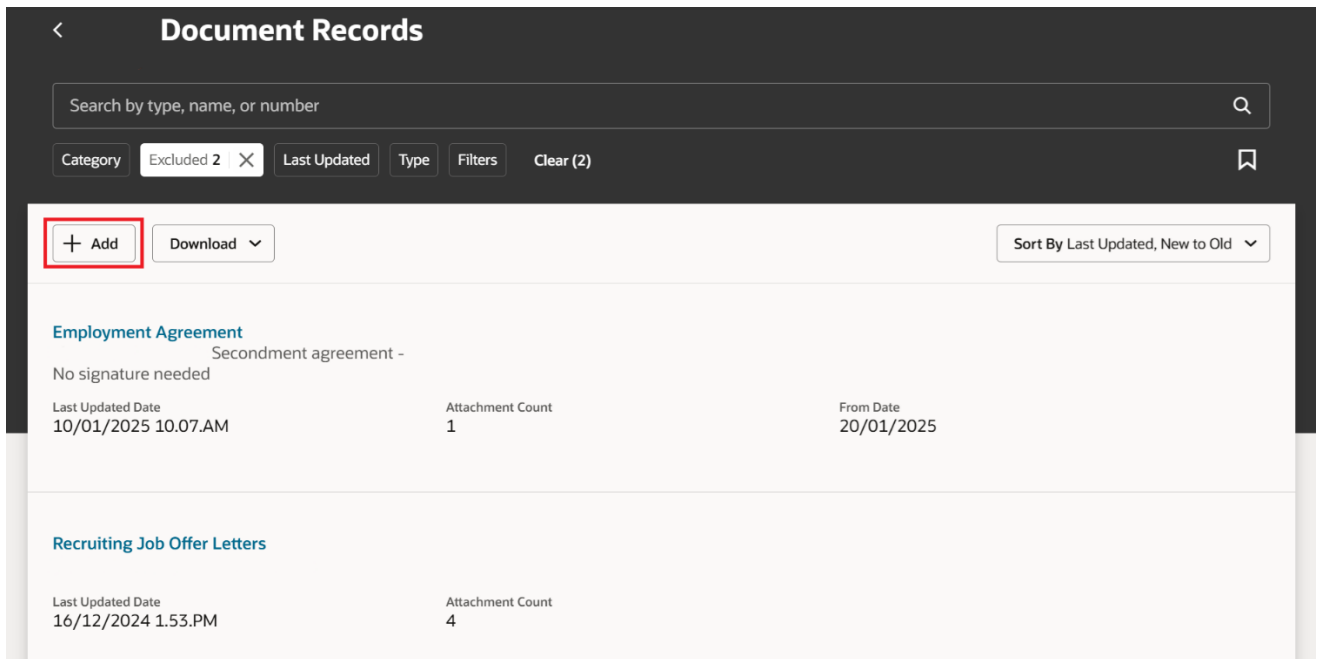 Document Records
Search by type, name, or number
Category Excluded 2 Last Updated Type Filters Clear (2)
Add Download Sort By Last Updated, New to Old
Employment Agreement
Secondment agreement -
No signature needed
Last Updated Date Attachment Count From Date
10/01/2025 10.07.AM 1 20/01/2025
Recruiting Job Offer Letters
Last Updated Date Attachment Count
16/12/2024 1.53.PM 4